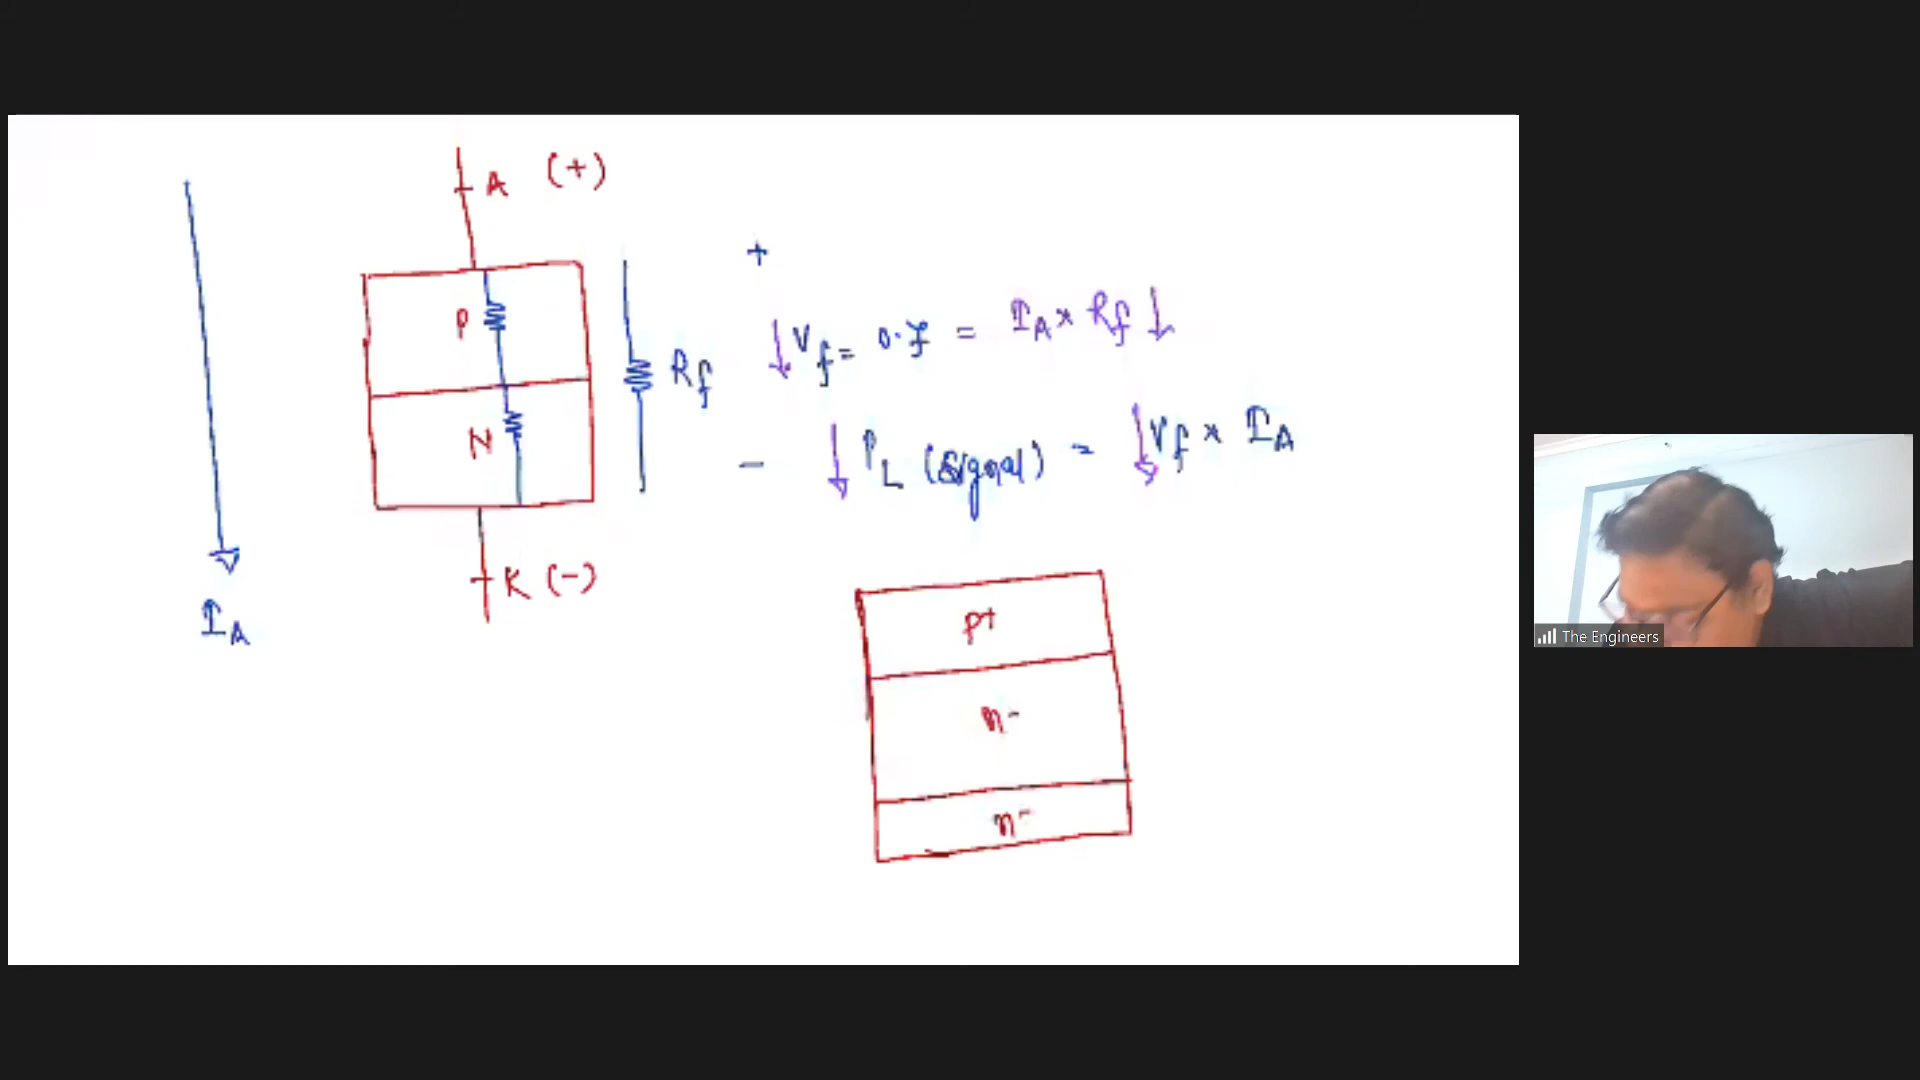 A (+)
+
P
Rf
↓Vf = 0.7 = IA × Rf ↓
N
- ↓ PL (signal) = ↓Vf × IA
K (-)
IA
P+
n-
n-
The Engineers